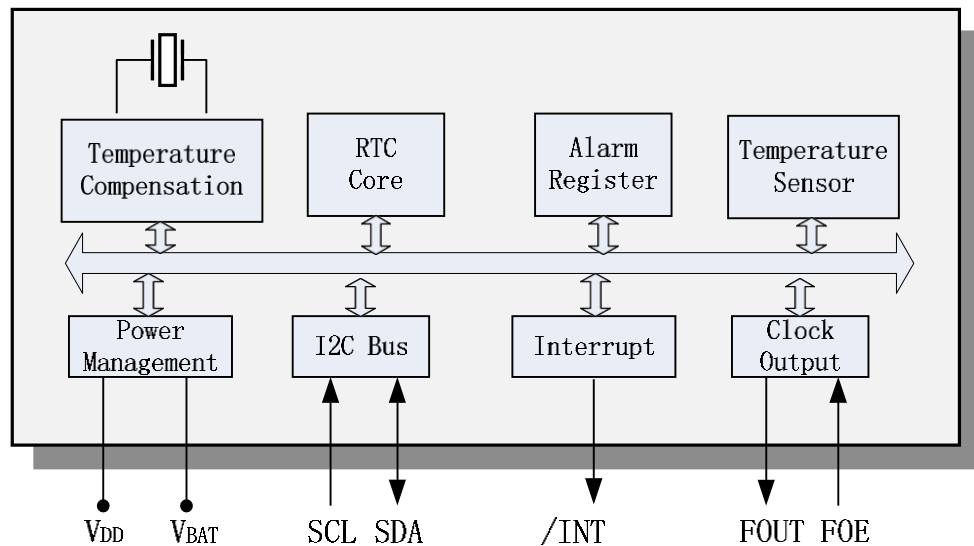 Temperature
Compensation
RTC
Core
Alarm
Register
Temperature
Sensor
Power
Management
I2C Bus
Interrupt
Clock
Output
VDD
VBAT
SCL
SDA
/INT
FOUT
FOE